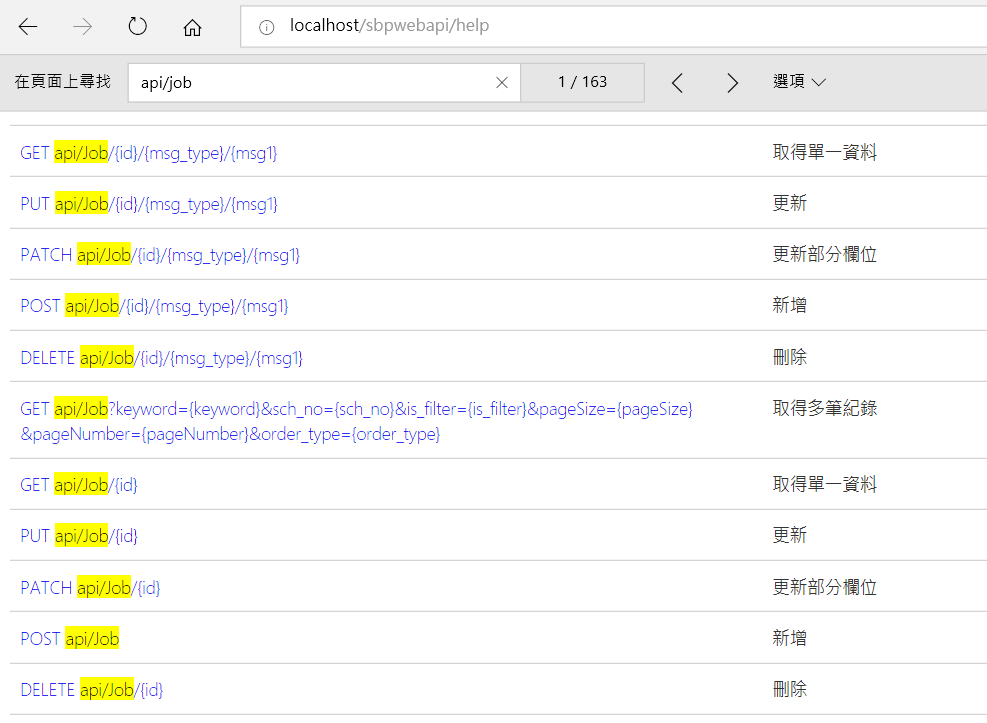 localhost/sbpwebapi/help
在頁面上尋找 api/job 1 / 163 選項
GET api/Job/{id}/{msg_type}/{msg1} 取得單一資料
PUT api/Job/{id}/{msg_type}/{msg1} 更新
PATCH api/Job/{id}/{msg_type}/{msg1} 更新部分欄位
POST api/Job/{id}/{msg_type}/{msg1} 新增
DELETE api/Job/{id}/{msg_type}/{msg1} 刪除
GET api/Job?keyword={keyword}&sch_no={sch_no}&is_filter={is_filter}&pageSize={pageSize} 取得多筆紀錄
&pageNumber={pageNumber}&order_type={order_type}
GET api/Job/{id} 取得單一資料
PUT api/Job/{id} 更新
PATCH api/Job/{id} 更新部分欄位
POST api/Job 新增
DELETE api/Job/{id} 刪除